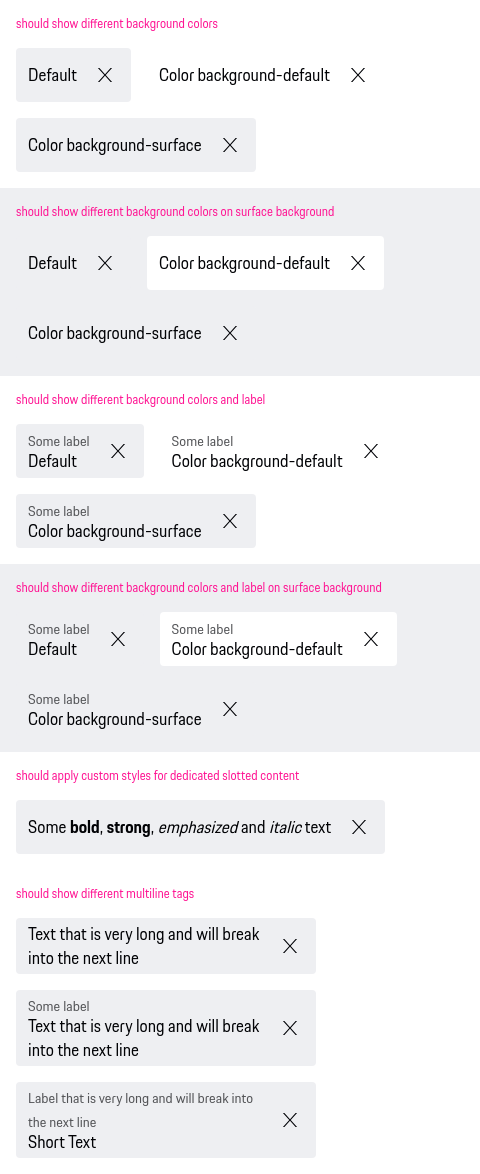 should show different background colors
Default
Color background-default
Color background-surface
should show different background colors on surface background
Default
Color background-default
Color background-surface
should show different background colors and label
Some label
Default
Some label
Color background-default
Some label
Color background-surface
should show different background colors and label on surface background
Some label
Default
Some label
Color background-default
Some label
Color background-surface
should apply custom styles for dedicated slotted content
Some bold, strong, emphasized and italic text
should show different multiline tags
Text that is very long and will break
into the next line
Some label
Text that is very long and will break
into the next line
Label that is very long and will break into
the next line
Short Text